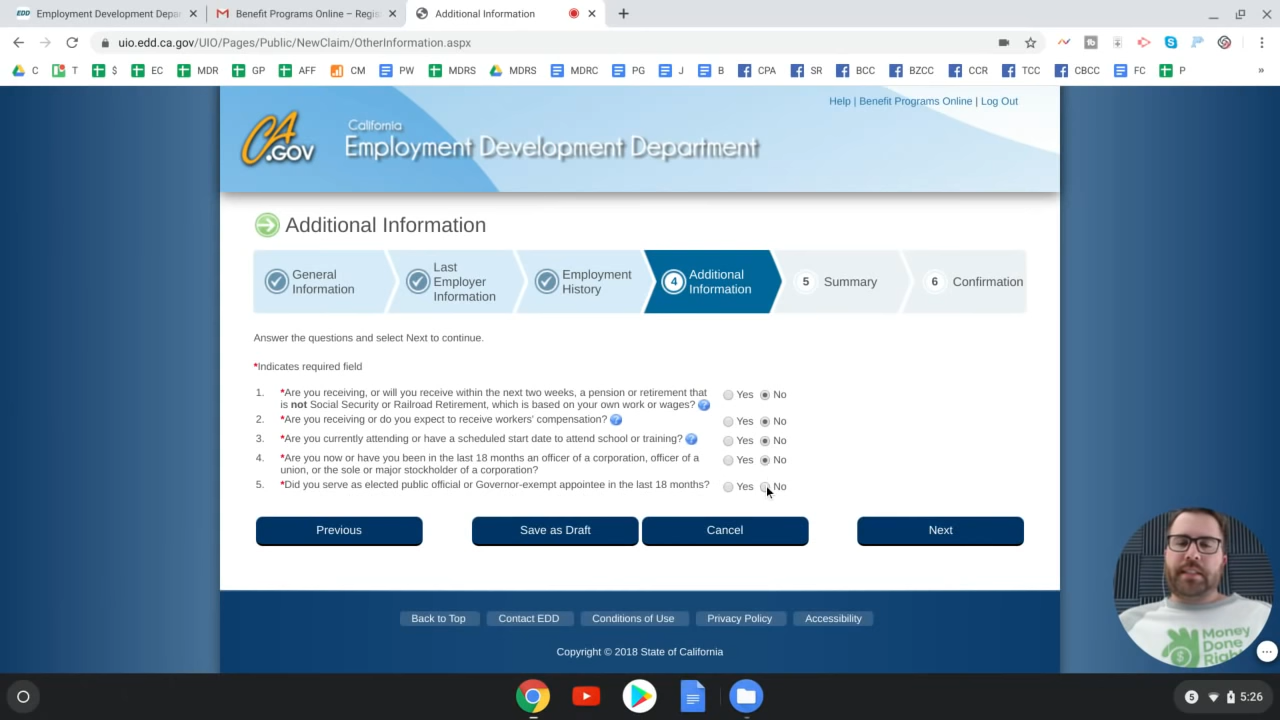 Employment Development Depar
Benefit Programs Online – Regis
Additional Information
uio.edd.ca.gov/UIO/Pages/Public/NewClaim/OtherInformation.aspx
C T $ EC MDR GP AFF CM PW MDRS MDRS MDRC PG J B CPA SR BCC BZCC CCR TCC CBCC FC P »
Help | Benefit Programs Online | Log Out
CA.GOV
California
Employment Development Department
Additional Information
General Information
Last Employer Information
Employment History
4 Additional Information
5 Summary
6 Confirmation
Answer the questions and select Next to continue.
*Indicates required field
1. *Are you receiving, or will you receive within the next two weeks, a pension or retirement that
is not Social Security or Railroad Retirement, which is based on your own work or wages? ? Yes No
2. *Are you receiving or do you expect to receive workers' compensation? ? Yes No
3. *Are you currently attending or have a scheduled start date to attend school or training? ? Yes No
4. *Are you now or have you been in the last 18 months an officer of a corporation, officer of a
union, or the sole or major stockholder of a corporation? Yes No
5. *Did you serve as elected public official or Governor-exempt appointee in the last 18 months? Yes No
Previous Save as Draft Cancel Next
Back to Top Contact EDD Conditions of Use Privacy Policy Accessibility
Copyright © 2018 State of California
Money
Done
Right
5 5:26